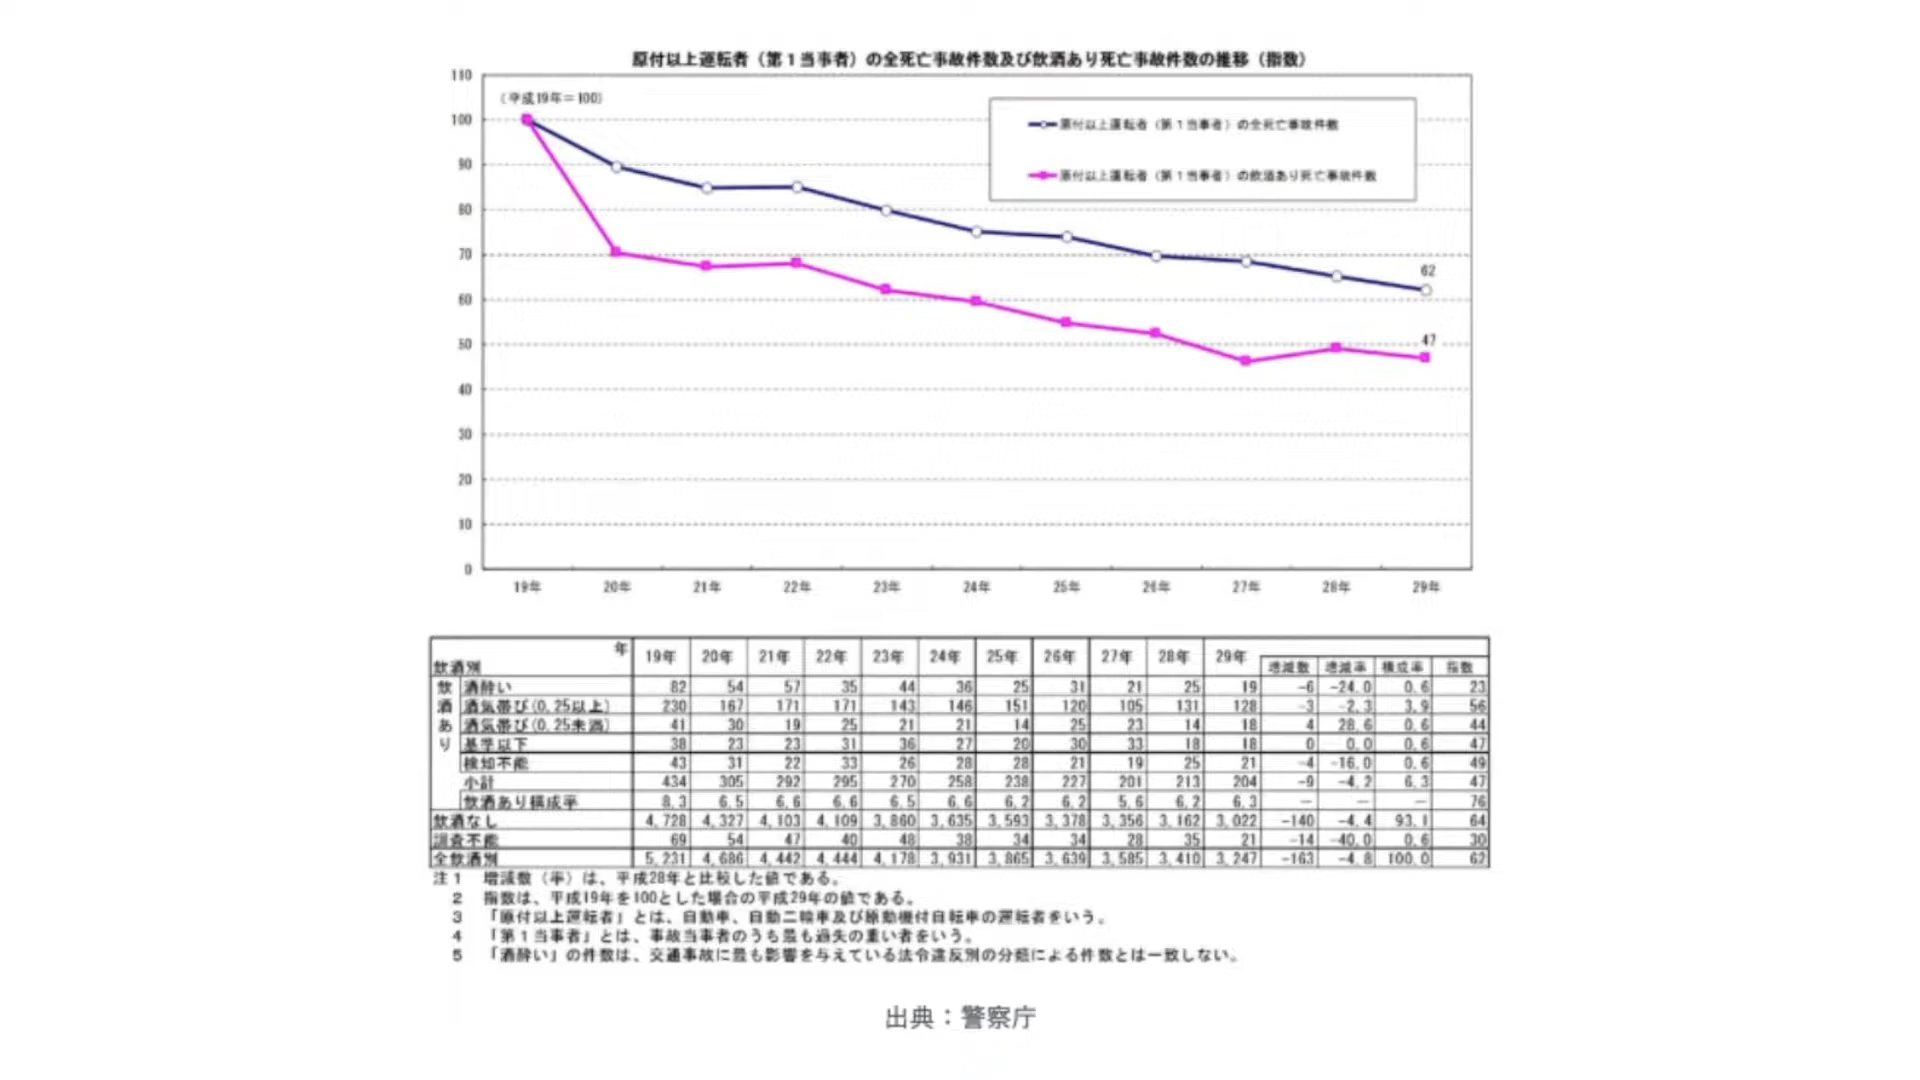 原付以上運転者（第１当事者）の全死亡事故件数及び飲酒あり死亡事故件数の推移（指数）
110
（平成19年＝100）
原付以上運転者（第１当事者）の全死亡事故件数
原付以上運転者（第１当事者）の飲酒あり死亡事故件数
100
90
80
70
60
50
40
30
20
10
0
62
47
19年 20年 21年 22年 23年 24年 25年 26年 27年 28年 29年
年 19年 20年 21年 22年 23年 24年 25年 26年 27年 28年 29年
飲酒別 増減数 増減率 構成率 指数
飲酒あり
酒酔い 82 54 57 35 44 36 25 31 21 25 19 -6 -24.0 0.6 23
酒気帯び(0.25以上) 230 167 171 171 143 146 151 120 105 131 128 -3 -2.3 3.9 56
酒気帯び(0.25未満) 41 30 19 25 21 21 14 25 23 14 18 4 28.6 0.6 44
基準以下 38 23 23 31 36 27 20 30 33 18 18 0 0.0 0.6 47
検知不能 43 31 22 33 26 28 28 21 19 25 21 -4 -16.0 0.6 49
小計 434 305 292 295 270 258 238 227 201 213 204 -9 -4.2 6.3 47
飲酒あり構成率 8.3 6.5 6.6 6.6 6.5 6.6 6.2 6.2 5.6 6.2 6.3 － － － 76
飲酒なし 4,728 4,327 4,103 4,109 3,860 3,635 3,593 3,378 3,356 3,162 3,022 -140 -4.4 93.1 64
調査不能 69 54 47 40 48 38 34 34 28 35 21 -14 -40.0 0.6 30
全飲酒別 5,231 4,686 4,442 4,444 4,178 3,931 3,865 3,639 3,585 3,410 3,247 -163 -4.8 100.0 62
注１ 増減数（率）は、平成28年と比較した値である。
２ 指数は、平成19年を100とした場合の平成29年の値である。
３ 「原付以上運転者」とは、自動車、自動二輪車及び原動機付自転車の運転者をいう。
４ 「第１当事者」とは、事故当事者のうち最も過失の重い者をいう。
５ 「酒酔い」の件数は、交通事故に最も影響を与えている法令違反別の分類による件数とは一致しない。
出典：警察庁